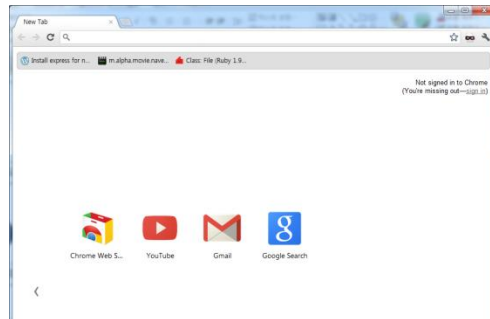 New Tab
Install express for n...
m.alpha.movie.nave...
Class: File (Ruby 1.9...
Not signed in to Chrome
(You're missing out—sign in)
Chrome Web S...
YouTube
Gmail
Google Search